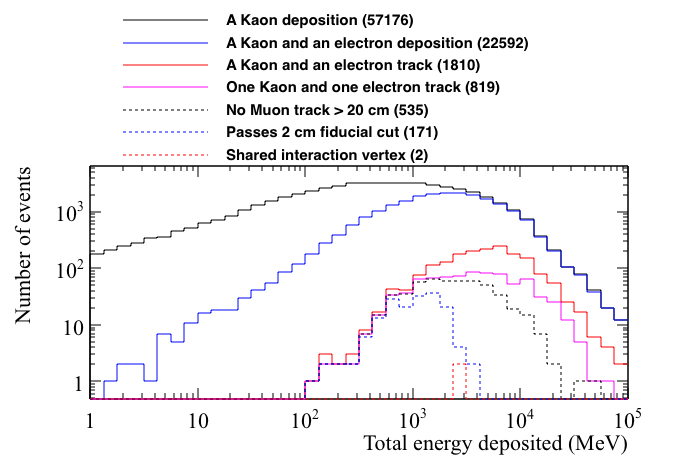 A Kaon deposition (57176)
A Kaon and an electron deposition (22592)
A Kaon and an electron track (1810)
One Kaon and one electron track (819)
No Muon track > 20 cm (535)
Passes 2 cm fiducial cut (171)
Shared interaction vertex (2)
Number of events
10³
10²
10
1
1 10 10² 10³ 10⁴ 10⁵
Total energy deposited (MeV)